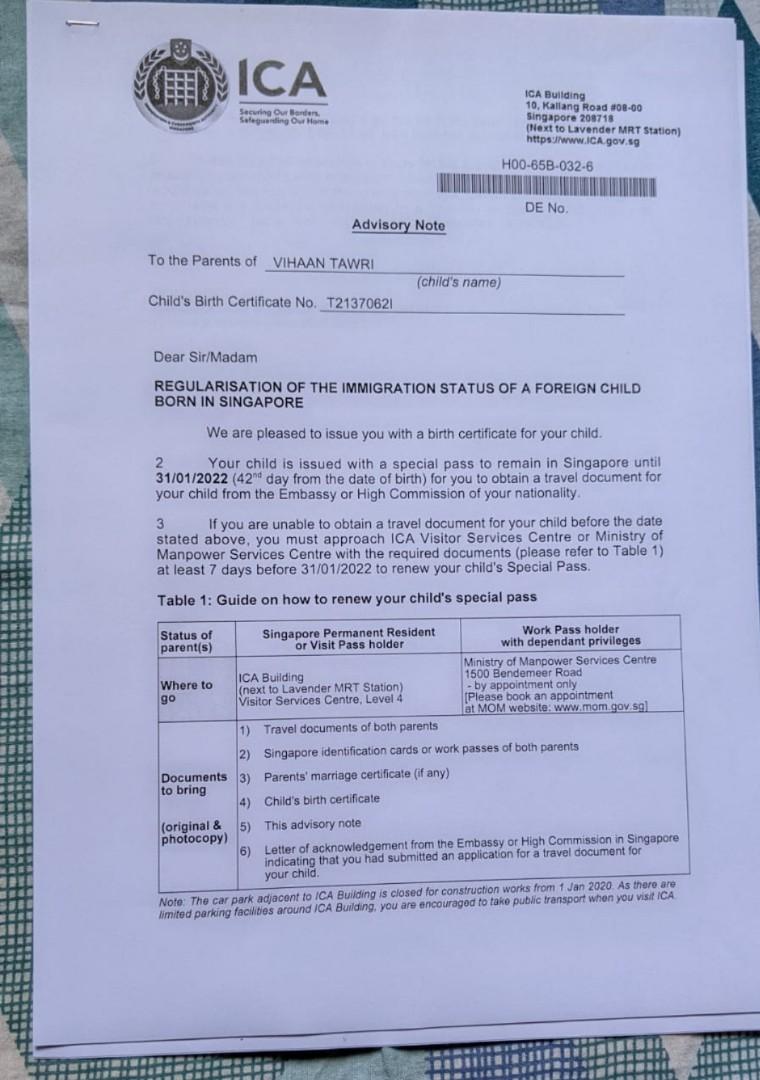 ICA
Securing Our Borders,
Safeguarding Our Home
ICA Building
10, Kallang Road #08-00
Singapore 208718
(Next to Lavender MRT Station)
https://www.ICA.gov.sg
H00-65B-032-6
DE No.
Advisory Note
To the Parents of VIHAAN TAWRI
(child's name)
Child's Birth Certificate No. T2137062I
Dear Sir/Madam
REGULARISATION OF THE IMMIGRATION STATUS OF A FOREIGN CHILD
BORN IN SINGAPORE
We are pleased to issue you with a birth certificate for your child.
2 Your child is issued with a special pass to remain in Singapore until
31/01/2022 (42nd day from the date of birth) for you to obtain a travel document for
your child from the Embassy or High Commission of your nationality.
3 If you are unable to obtain a travel document for your child before the date
stated above, you must approach ICA Visitor Services Centre or Ministry of
Manpower Services Centre with the required documents (please refer to Table 1)
at least 7 days before 31/01/2022 to renew your child's Special Pass.
Table 1: Guide on how to renew your child's special pass
Status of
parent(s)
Singapore Permanent Resident
or Visit Pass holder
Work Pass holder
with dependant privileges
Where to
go
ICA Building
(next to Lavender MRT Station)
Visitor Services Centre, Level 4
Ministry of Manpower Services Centre
1500 Bendemeer Road
- by appointment only
[Please book an appointment
at MOM website: www.mom.gov.sg]
Documents
to bring
(original &
photocopy)
1) Travel documents of both parents
2) Singapore identification cards or work passes of both parents
3) Parents' marriage certificate (if any)
4) Child's birth certificate
5) This advisory note
6) Letter of acknowledgement from the Embassy or High Commission in Singapore
indicating that you had submitted an application for a travel document for
your child.
Note: The car park adjacent to ICA Building is closed for construction works from 1 Jan 2020. As there are
limited parking facilities around ICA Building, you are encouraged to take public transport when you visit ICA.